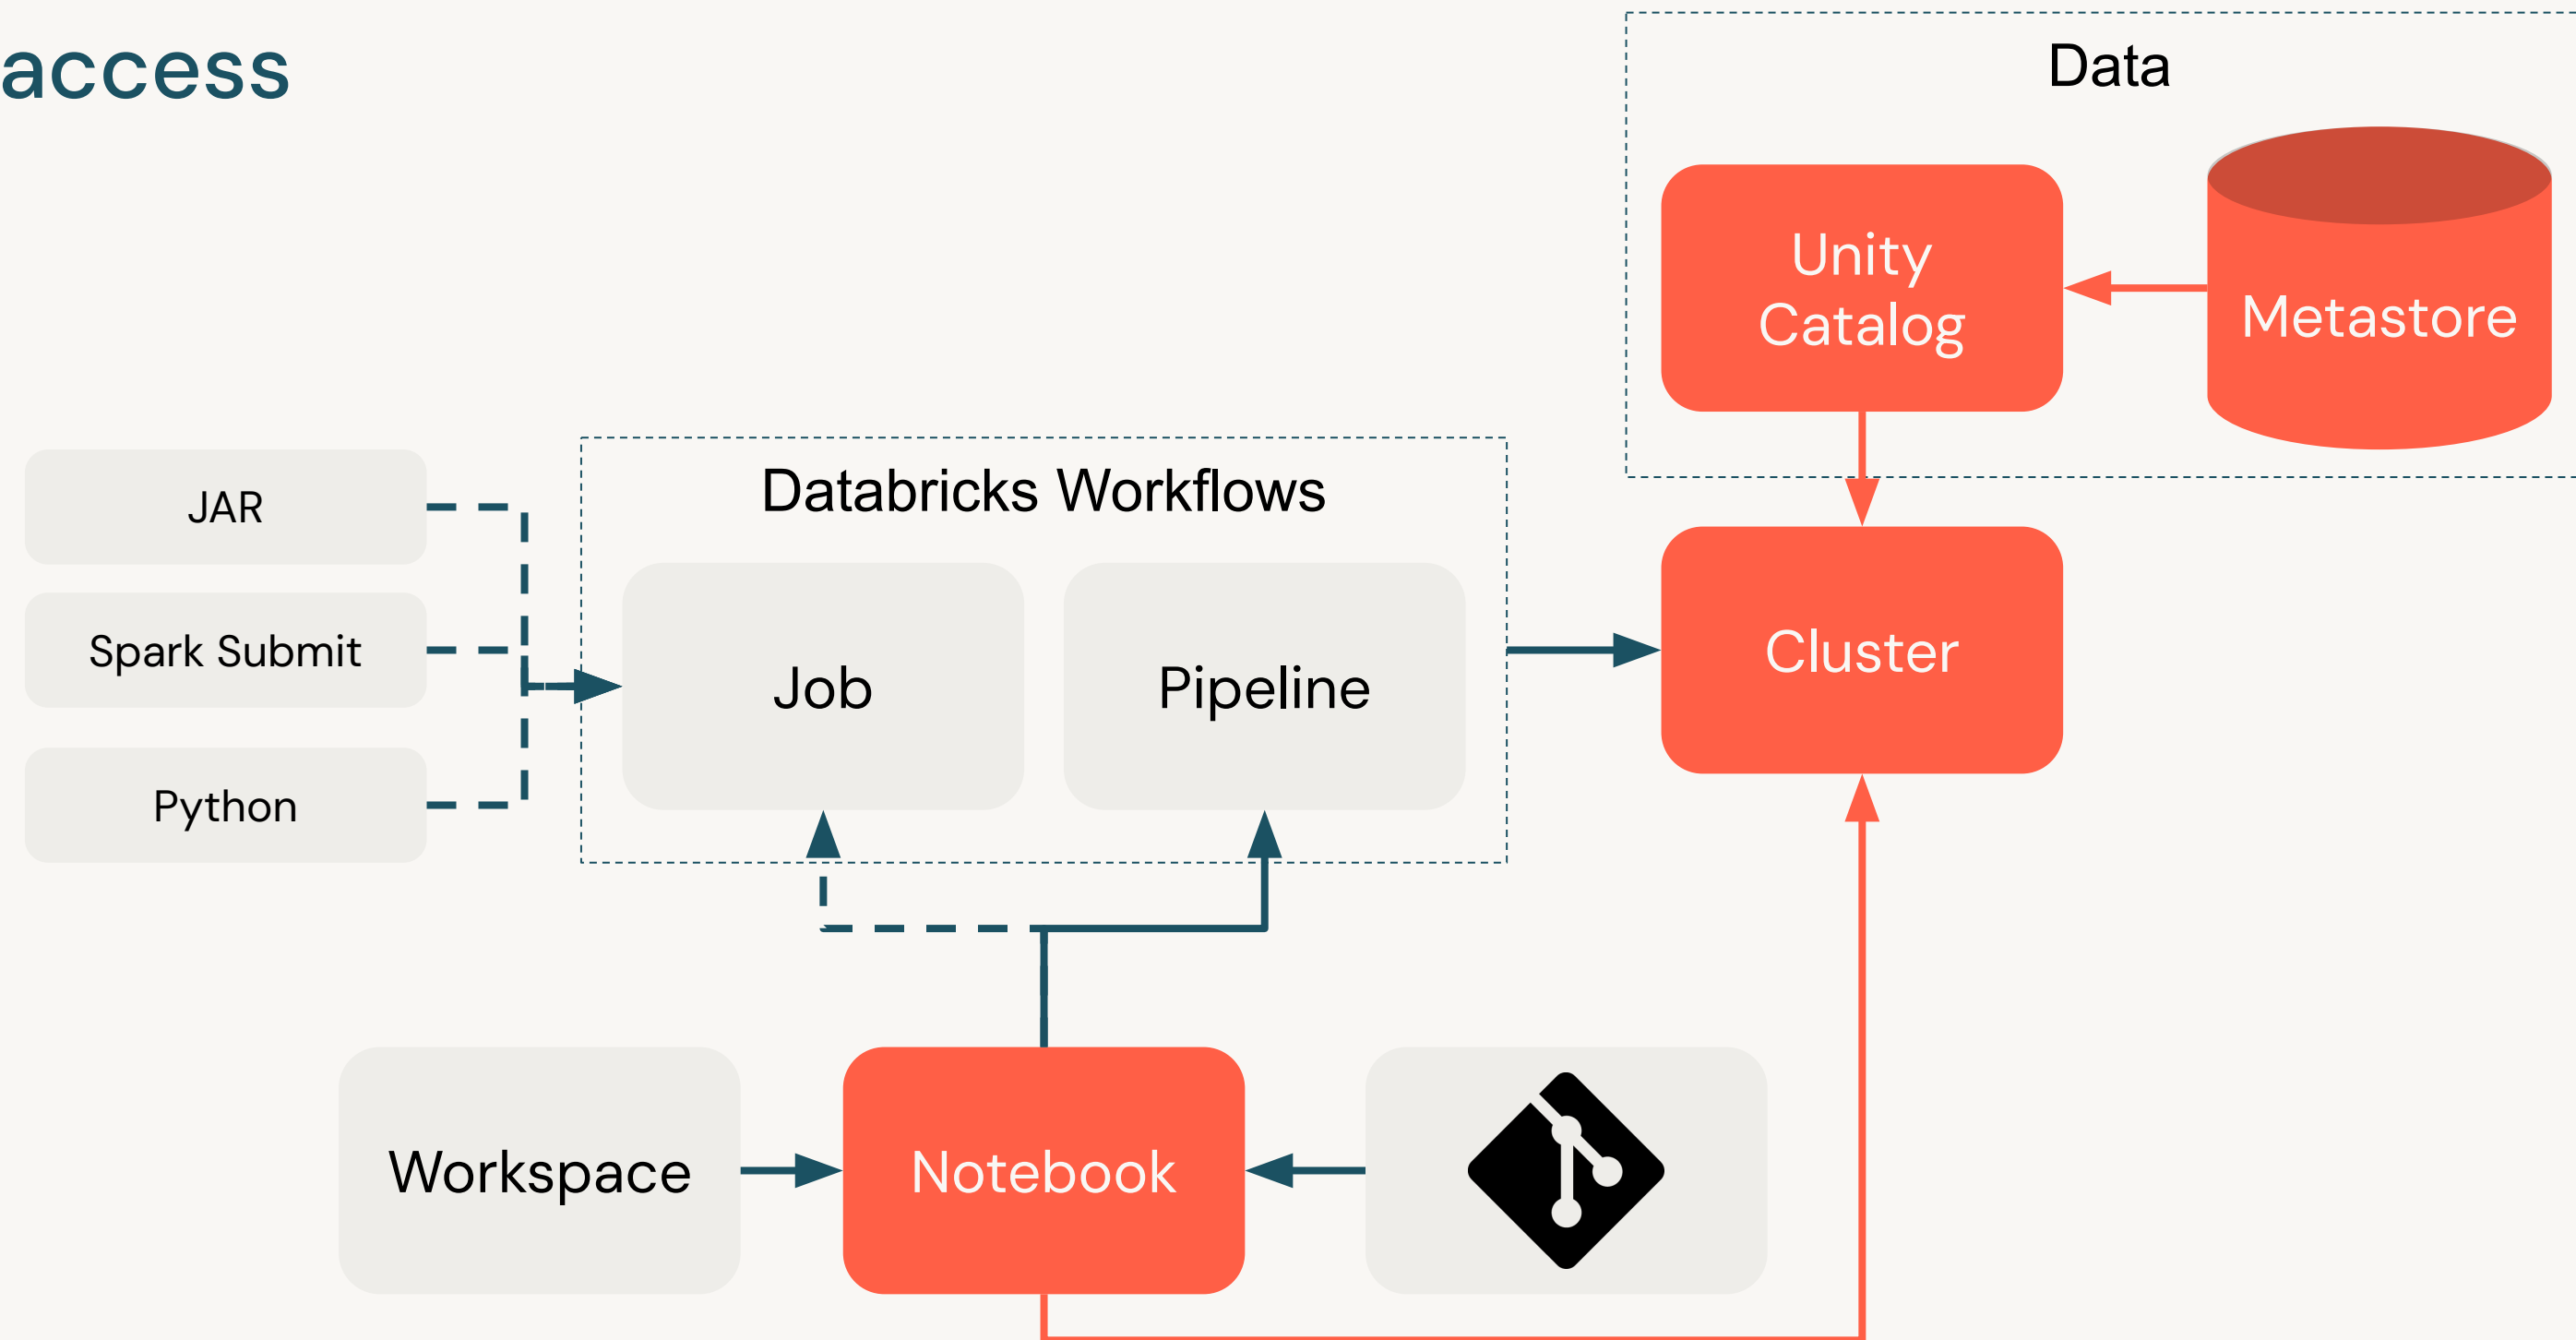 access
Data
Unity
Catalog
Metastore
JAR
Databricks Workflows
Spark Submit
Job
Pipeline
Cluster
Python
Workspace
Notebook